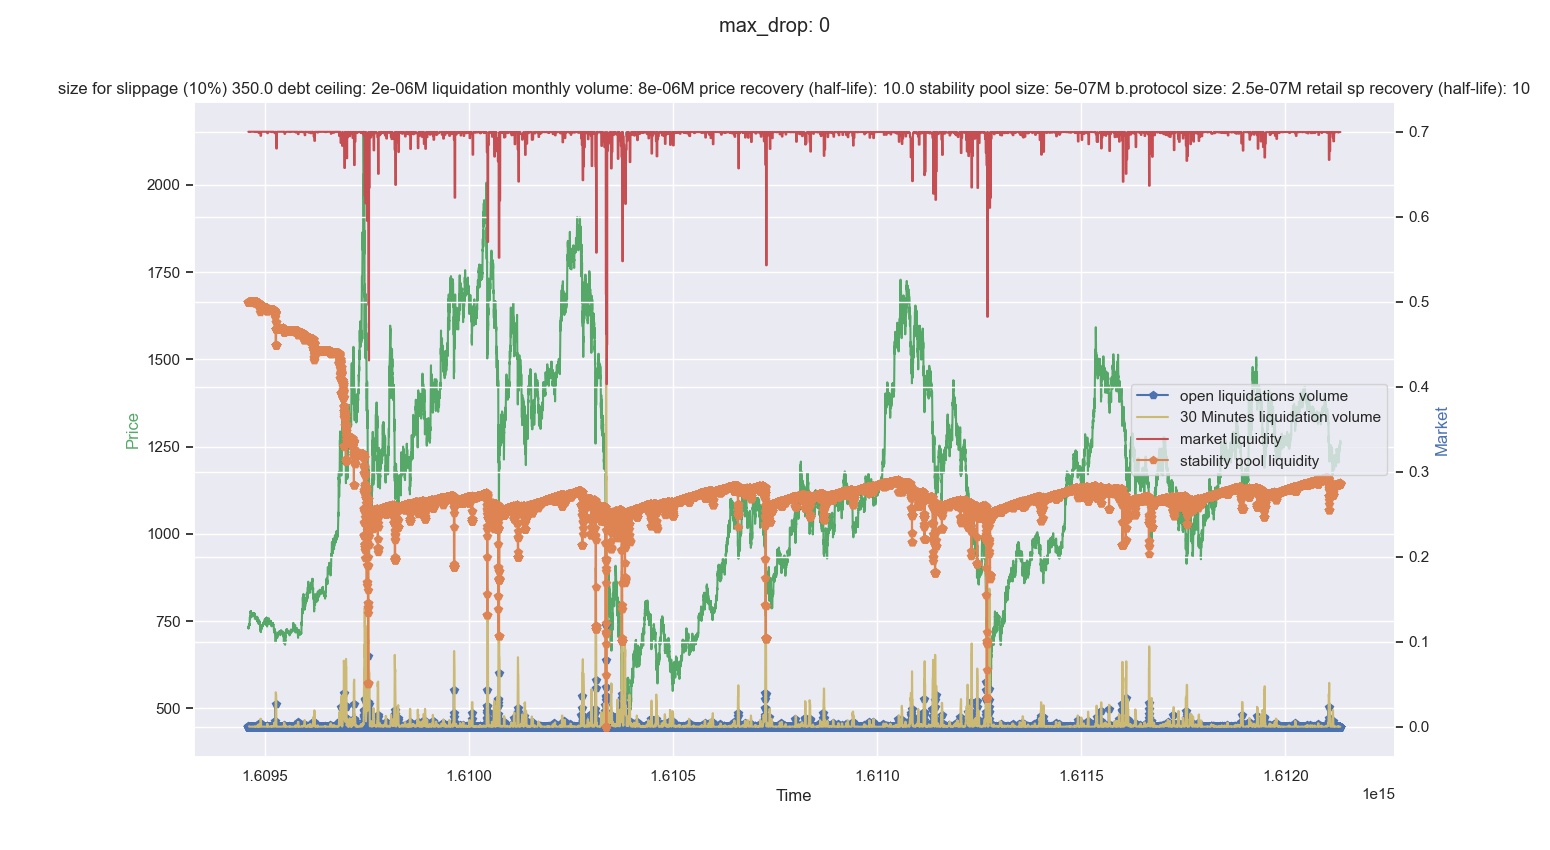 max_drop: 0
size for slippage (10%) 350.0 debt ceiling: 2e-06M liquidation monthly volume: 8e-06M price recovery (half-life): 10.0 stability pool size: 5e-07M b.protocol size: 2.5e-07M retail sp recovery (half-life): 10
2000
1750
1500
1250
1000
750
500
Price
0.7
0.6
0.5
0.4
0.3
0.2
0.1
0.0
Market
open liquidations volume
30 Minutes liquidation volume
market liquidity
stability pool liquidity
1.6095 1.6100 1.6105 1.6110 1.6115 1.6120
Time
1e15